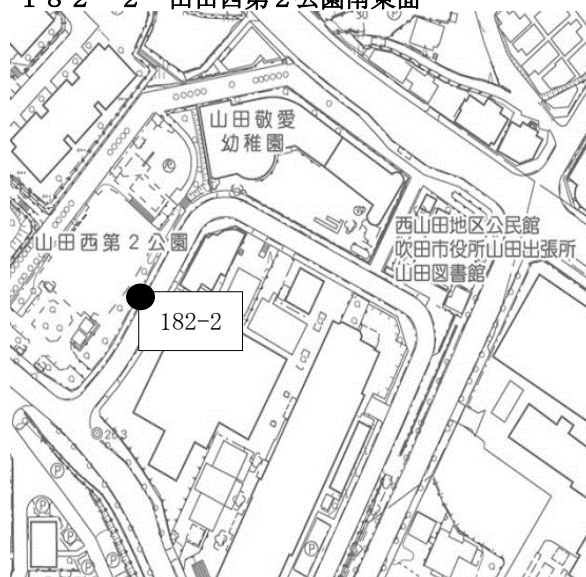 182-2 山田西第2公園南東面
山田敬愛
幼稚園
西山田地区公民館
吹田市役所山田出張所
山田図書館
山田西第2公園
182-2
P
P
P
P
P